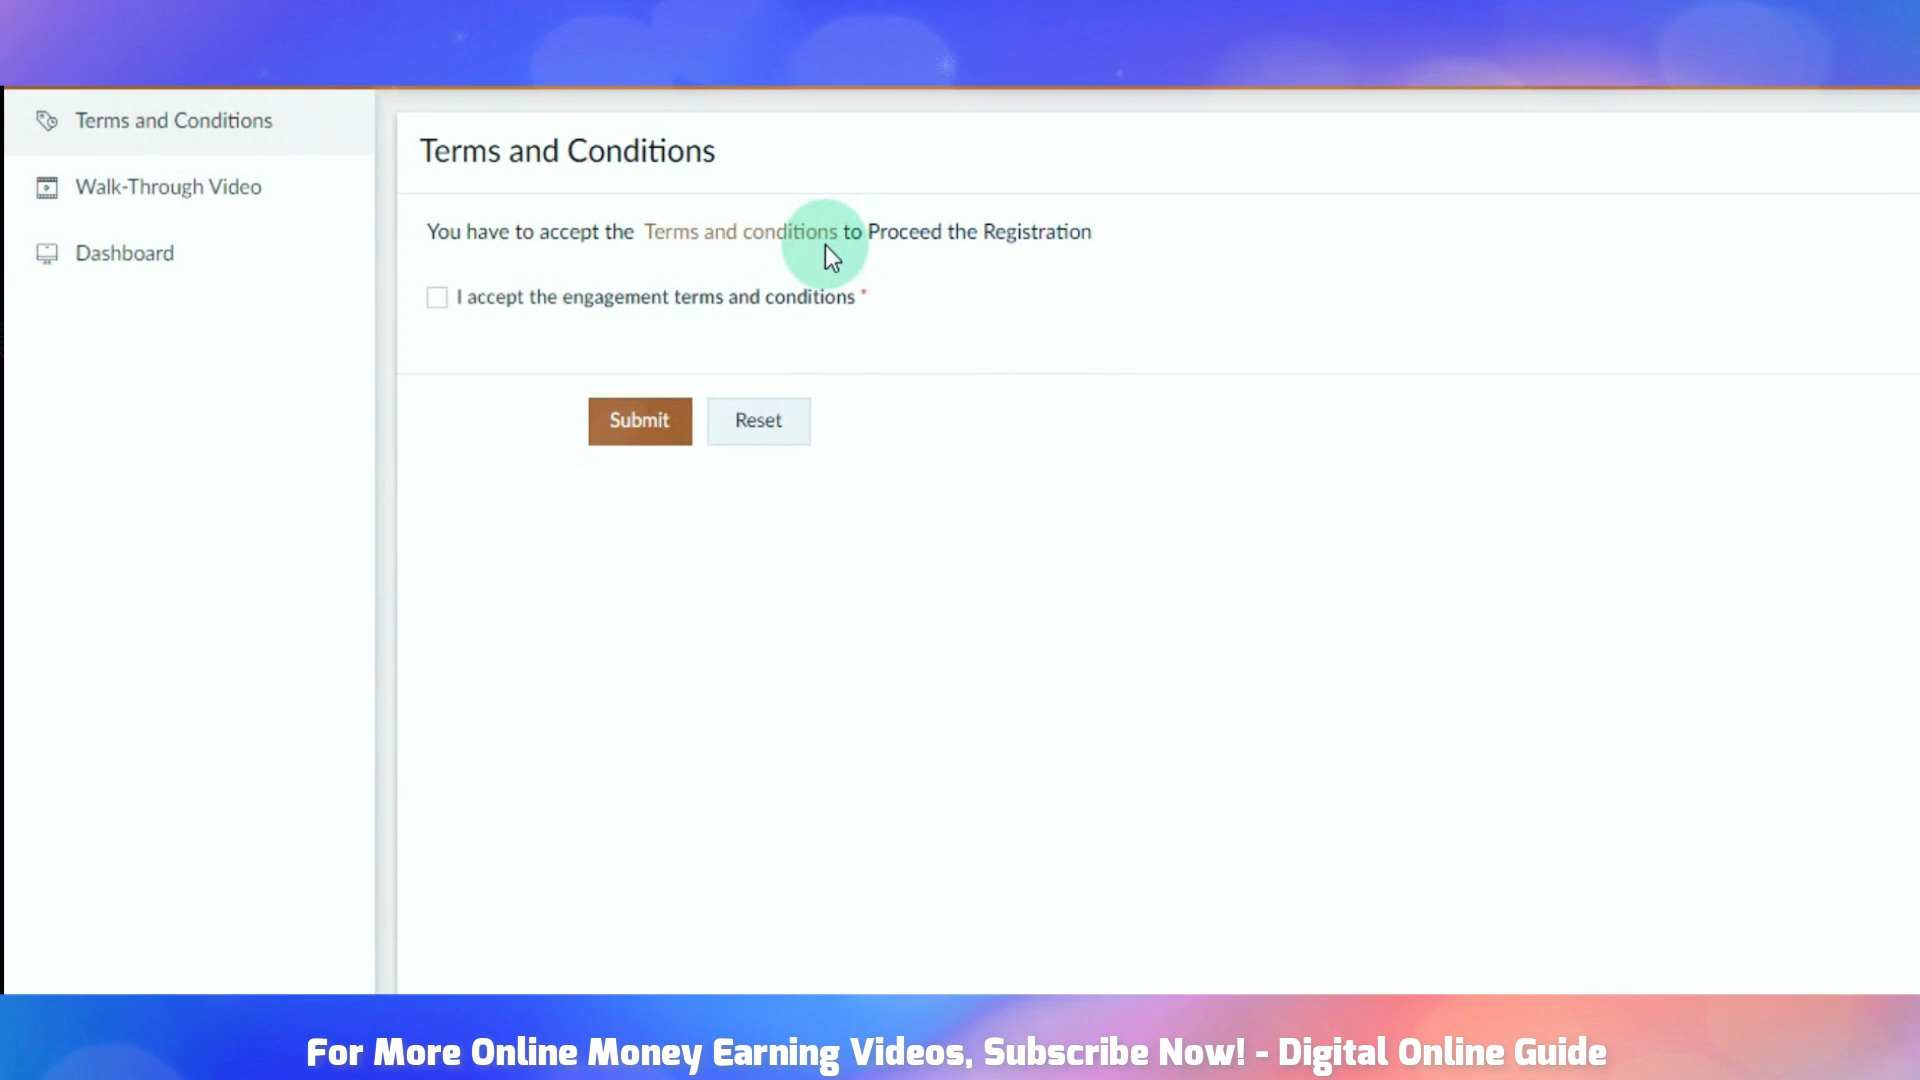 Terms and Conditions
Walk-Through Video
Dashboard
Terms and Conditions
You have to accept the Terms and conditions to Proceed the Registration
I accept the engagement terms and conditions *
Submit
Reset
For More Online Money Earning Videos, Subscribe Now! - Digital Online Guide